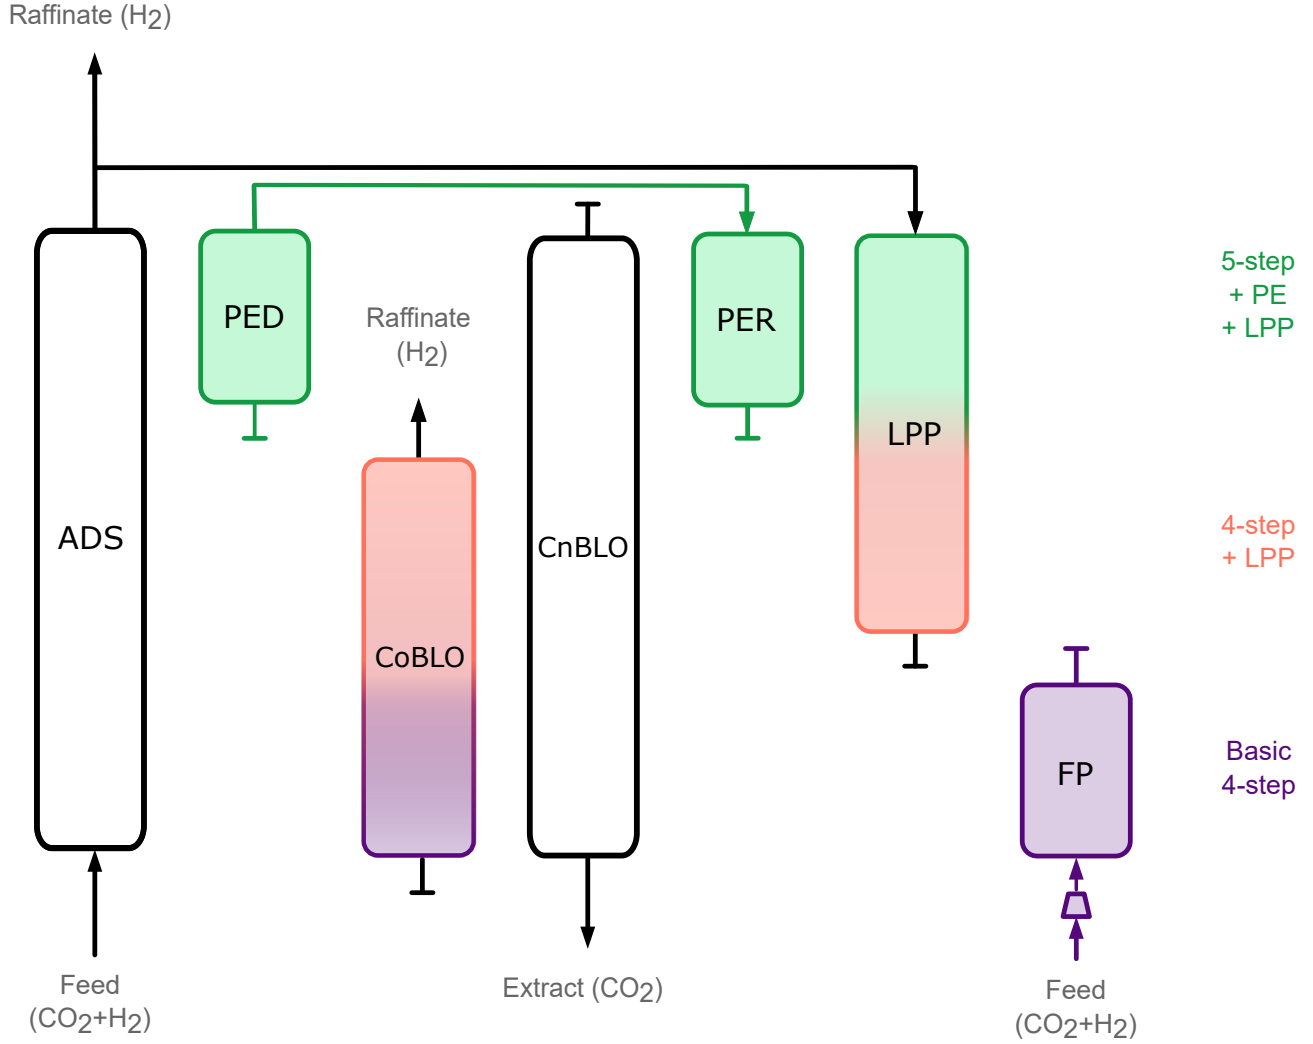 Raffinate (H2)
PED
PER
5-step
+ PE
+ LPP
Raffinate
(H2)
LPP
ADS
CnBLO
4-step
+ LPP
CoBLO
FP
Basic
4-step
Feed
(CO2+H2)
Extract (CO2)
Feed
(CO2+H2)